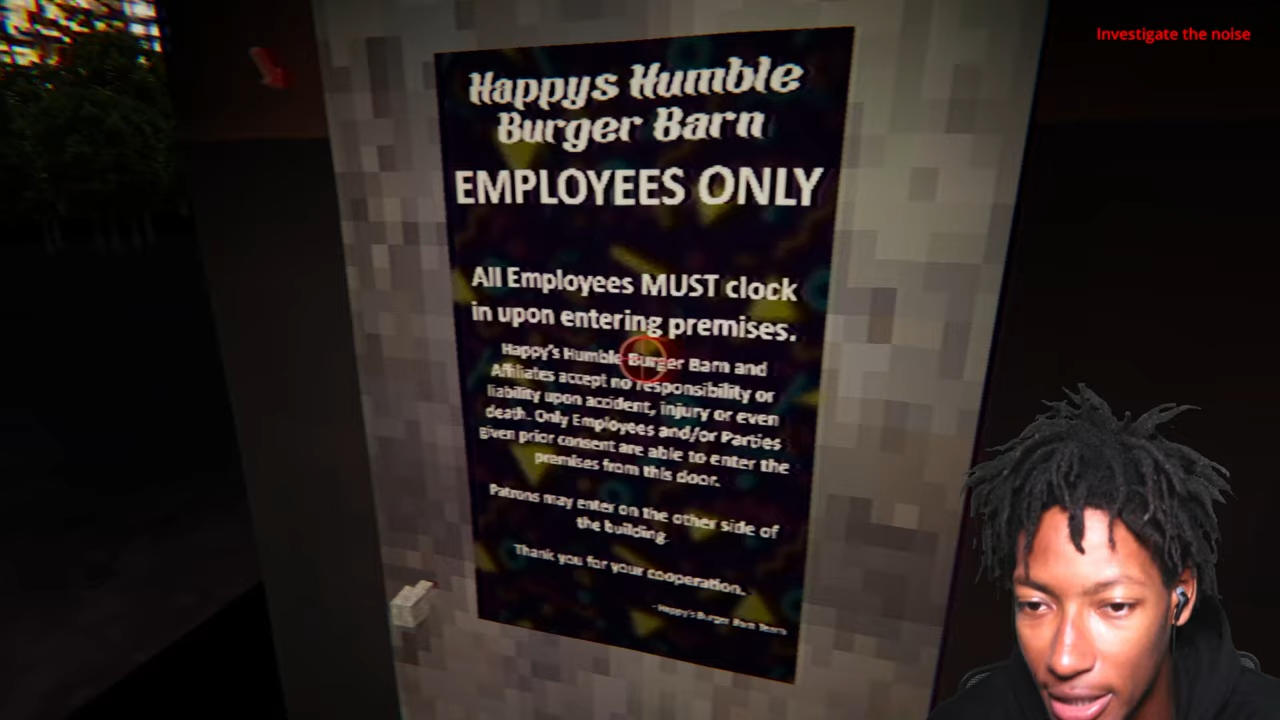 Investigate the noise
Happys Humble
Burger Barn
EMPLOYEES ONLY
All Employees MUST clock
in upon entering premises.
Happy's Humble Burger Barn and
Affiliates accept no responsibility or
liability upon accident, injury or even
death. Only Employees and/or Parties
given prior consent are able to enter the
premises from this door.
Patrons may enter on the other side of
the building.
Thank you for your cooperation.
- Happy's Burger Barn Team